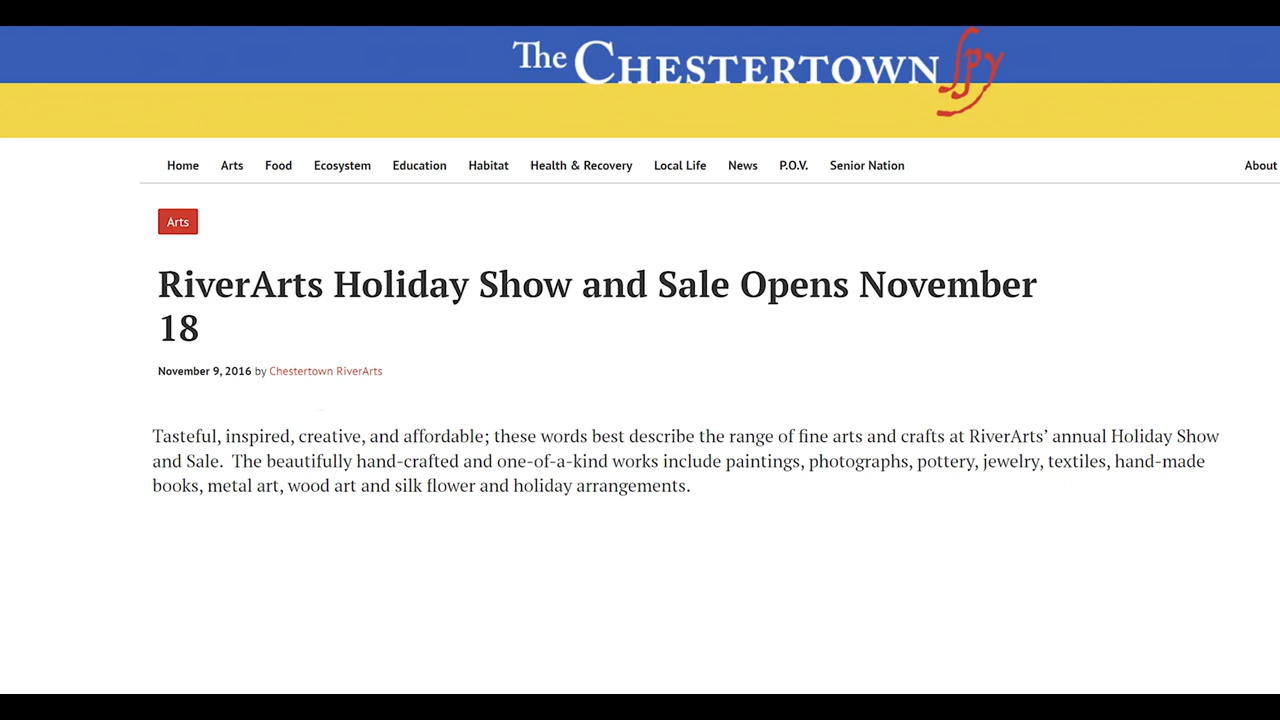 The CHESTERTOWN Spy
Home Arts Food Ecosystem Education Habitat Health & Recovery Local Life News P.O.V. Senior Nation About
Arts
RiverArts Holiday Show and Sale Opens November
18
November 9, 2016 by Chestertown RiverArts
Tasteful, inspired, creative, and affordable; these words best describe the range of fine arts and crafts at RiverArts’ annual Holiday Show
and Sale.  The beautifully hand-crafted and one-of-a-kind works include paintings, photographs, pottery, jewelry, textiles, hand-made
books, metal art, wood art and silk flower and holiday arrangements.